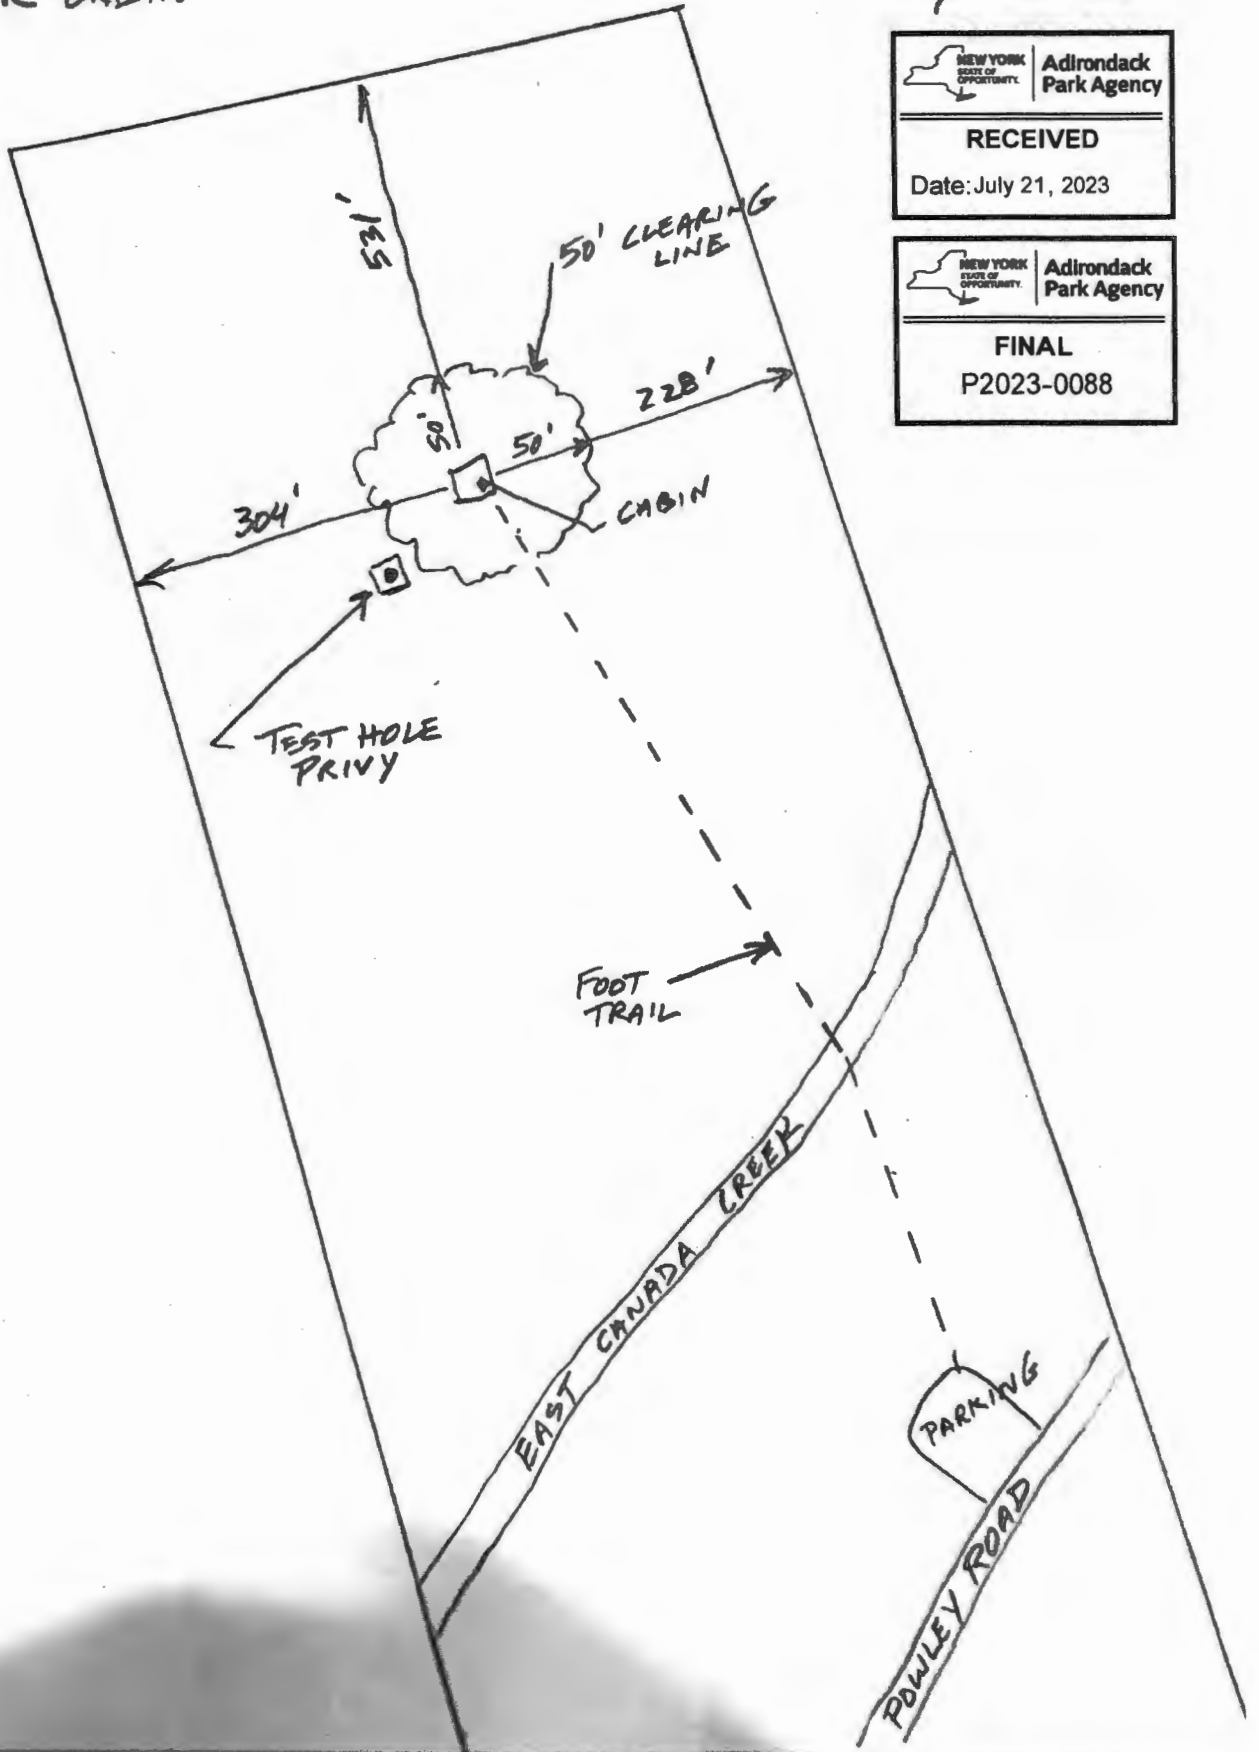 NEW YORK
STATE OF
OPPORTUNITY.
Adirondack
Park Agency
RECEIVED
Date: July 21, 2023
NEW YORK
STATE OF
OPPORTUNITY.
Adirondack
Park Agency
FINAL
P2023-0088
531'
50' CLEARING
LINE
228'
50'
50'
304'
CABIN
TEST HOLE
PRIVY
FOOT
TRAIL
EAST CANADA CREEK
PARKING
POWLEY ROAD